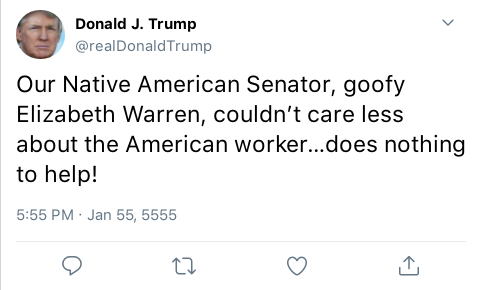 Donald J. Trump
@realDonaldTrump
Our Native American Senator, goofy
Elizabeth Warren, couldn’t care less
about the American worker...does nothing
to help!
5:55 PM · Jan 55, 5555